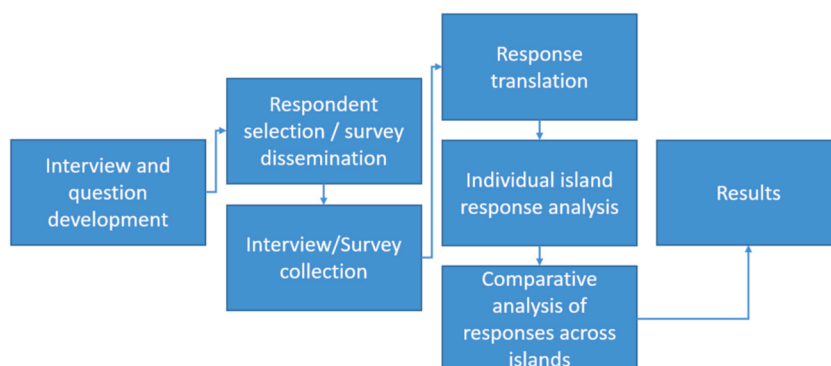 Interview and
question
development
Respondent
selection / survey
dissemination
Interview/Survey
collection
Response
translation
Individual island
response analysis
Comparative
analysis of
responses across
islands
Results